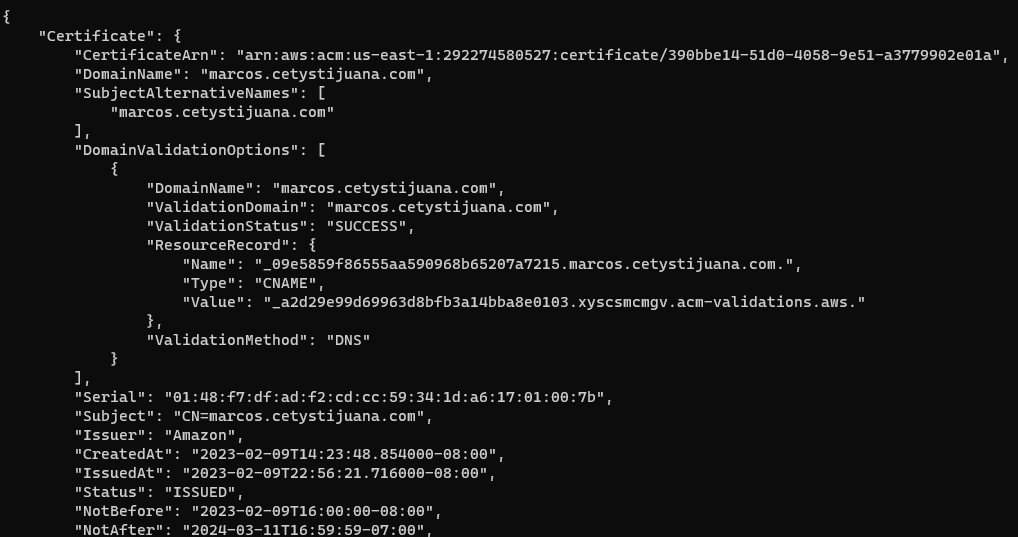 {
    "Certificate": {
        "CertificateArn": "arn:aws:acm:us-east-1:292274580527:certificate/390bbe14-51d0-4058-9e51-a3779902e01a",
        "DomainName": "marcos.cetystijuana.com",
        "SubjectAlternativeNames": [
            "marcos.cetystijuana.com"
        ],
        "DomainValidationOptions": [
            {
                "DomainName": "marcos.cetystijuana.com",
                "ValidationDomain": "marcos.cetystijuana.com",
                "ValidationStatus": "SUCCESS",
                "ResourceRecord": {
                    "Name": "_09e5859f86555aa590968b65207a7215.marcos.cetystijuana.com.",
                    "Type": "CNAME",
                    "Value": "_a2d29e99d69963d8bfb3a14bba8e0103.xyscsmcmgv.acm-validations.aws."
                },
                "ValidationMethod": "DNS"
            }
        ],
        "Serial": "01:48:f7:df:ad:f2:cd:cc:59:34:1d:a6:17:01:00:7b",
        "Subject": "CN=marcos.cetystijuana.com",
        "Issuer": "Amazon",
        "CreatedAt": "2023-02-09T14:23:48.854000-08:00",
        "IssuedAt": "2023-02-09T22:56:21.716000-08:00",
        "Status": "ISSUED",
        "NotBefore": "2023-02-09T16:00:00-08:00",
        "NotAfter": "2024-03-11T16:59:59-07:00",